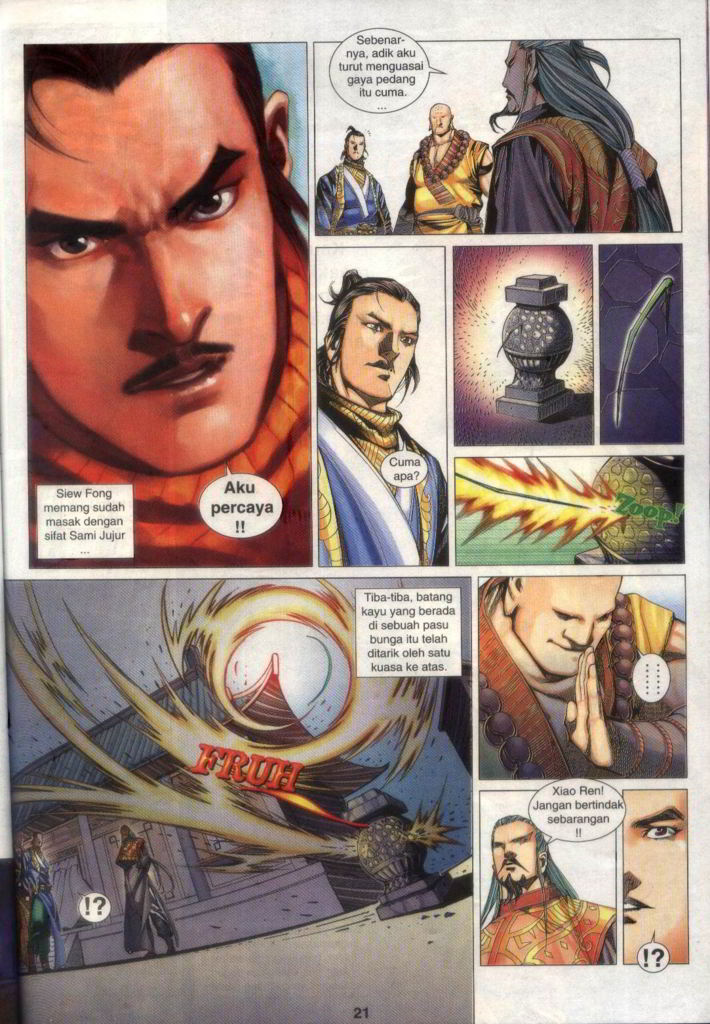 Siew Fong
memang sudah
masak dengan
sifat Sami Jujur
...
Aku
percaya
!!
Sebenar-
nya, adik aku
turut menguasai
gaya pedang
itu cuma.
...
Cuma
apa?
Zoop!
Tiba-tiba, batang
kayu yang berada
di sebuah pasu
bunga itu telah
ditarik oleh satu
kuasa ke atas.
FRUH
!?
Xiao Ren!
Jangan bertindak
sebarangan
!!
!?
21